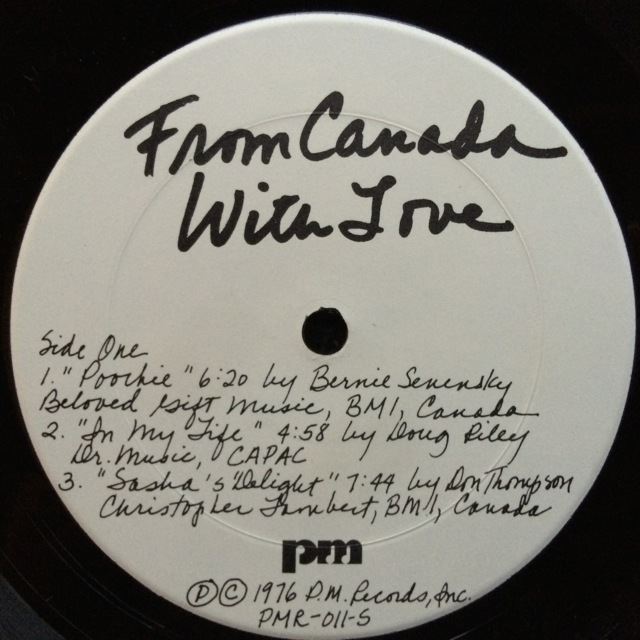 From Canada
With Love
Side One
1. "Poochie" 6:20 by Bernie Senensky
Beloved Gift Music, BMI, Canada
2. "In My Life" 4:58 by Doug Riley
Dr. Music, CAPAC
3. "Sasha's Delight" 7:44 by Don Thompson
Christopher Lambert, BMI, Canada
pm
Ⓟ © 1976 P.M. Records, Inc.
PMR-011-S